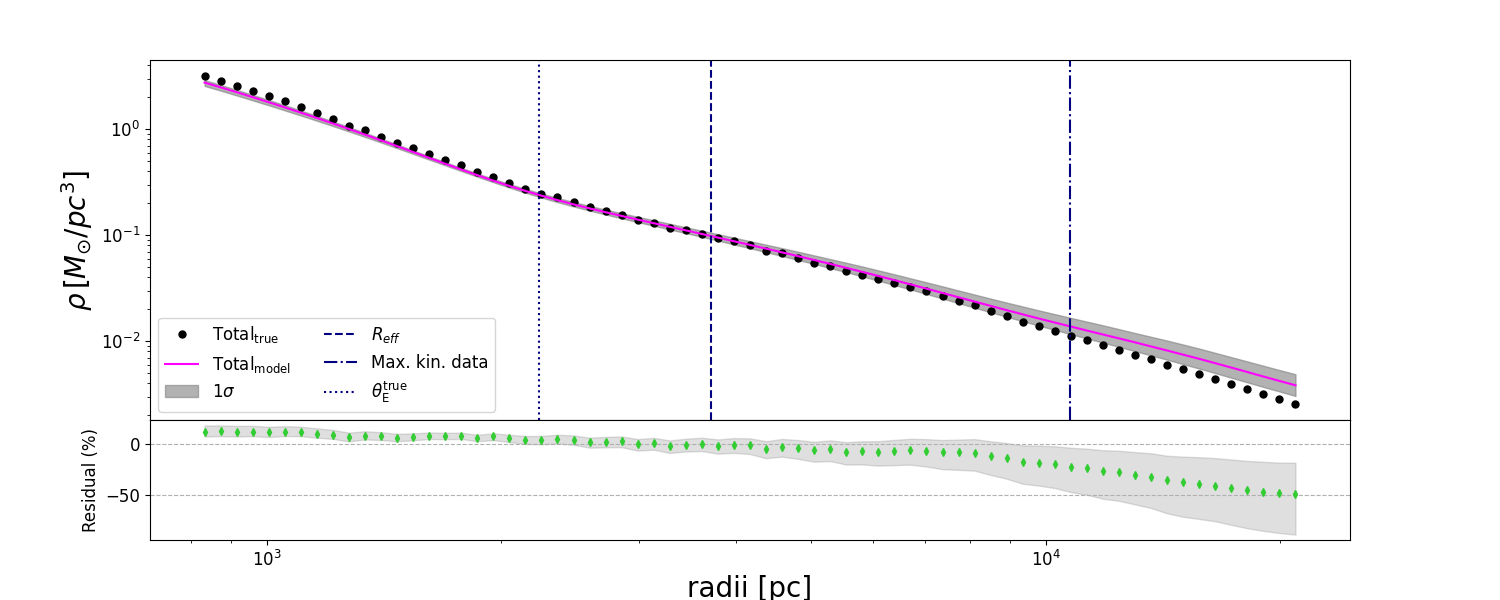 ρ [M⊙/pc³]
10⁰
10⁻¹
10⁻²
Total_true
Total_model
1σ
R_eff
Max. kin. data
θ_E^true
Residual (%)
0
−50
10³
10⁴
radii [pc]